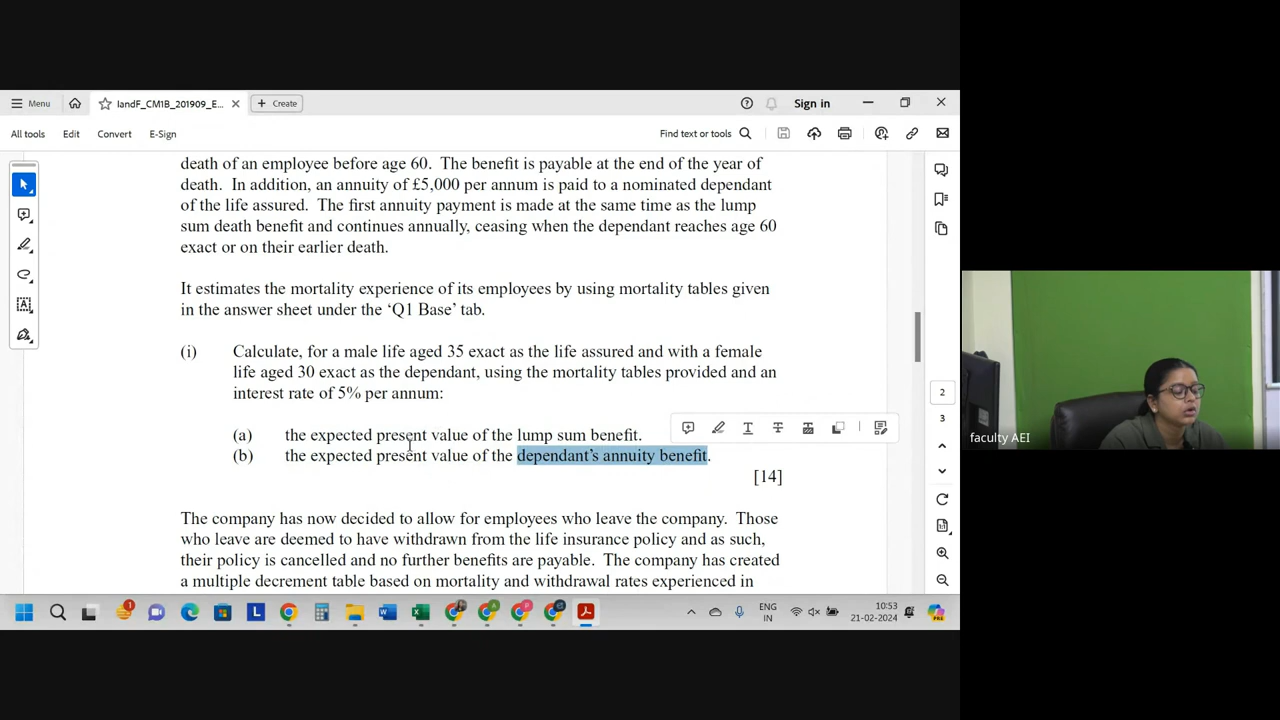 Menu
IandF_CM1B_201909_E...
Create
Sign in
All tools
Edit
Convert
E-Sign
Find text or tools
death of an employee before age 60. The benefit is payable at the end of the year of
death. In addition, an annuity of £5,000 per annum is paid to a nominated dependant
of the life assured. The first annuity payment is made at the same time as the lump
sum death benefit and continues annually, ceasing when the dependant reaches age 60
exact or on their earlier death.
It estimates the mortality experience of its employees by using mortality tables given
in the answer sheet under the ‘Q1 Base’ tab.
(i) Calculate, for a male life aged 35 exact as the life assured and with a female
life aged 30 exact as the dependant, using the mortality tables provided and an
interest rate of 5% per annum:
(a) the expected present value of the lump sum benefit.
(b) the expected present value of the dependant’s annuity benefit.
[14]
The company has now decided to allow for employees who leave the company. Those
who leave are deemed to have withdrawn from the life insurance policy and as such,
their policy is cancelled and no further benefits are payable. The company has created
a multiple decrement table based on mortality and withdrawal rates experienced in
2
3
faculty AEI
ENG
IN
10:53
21-02-2024